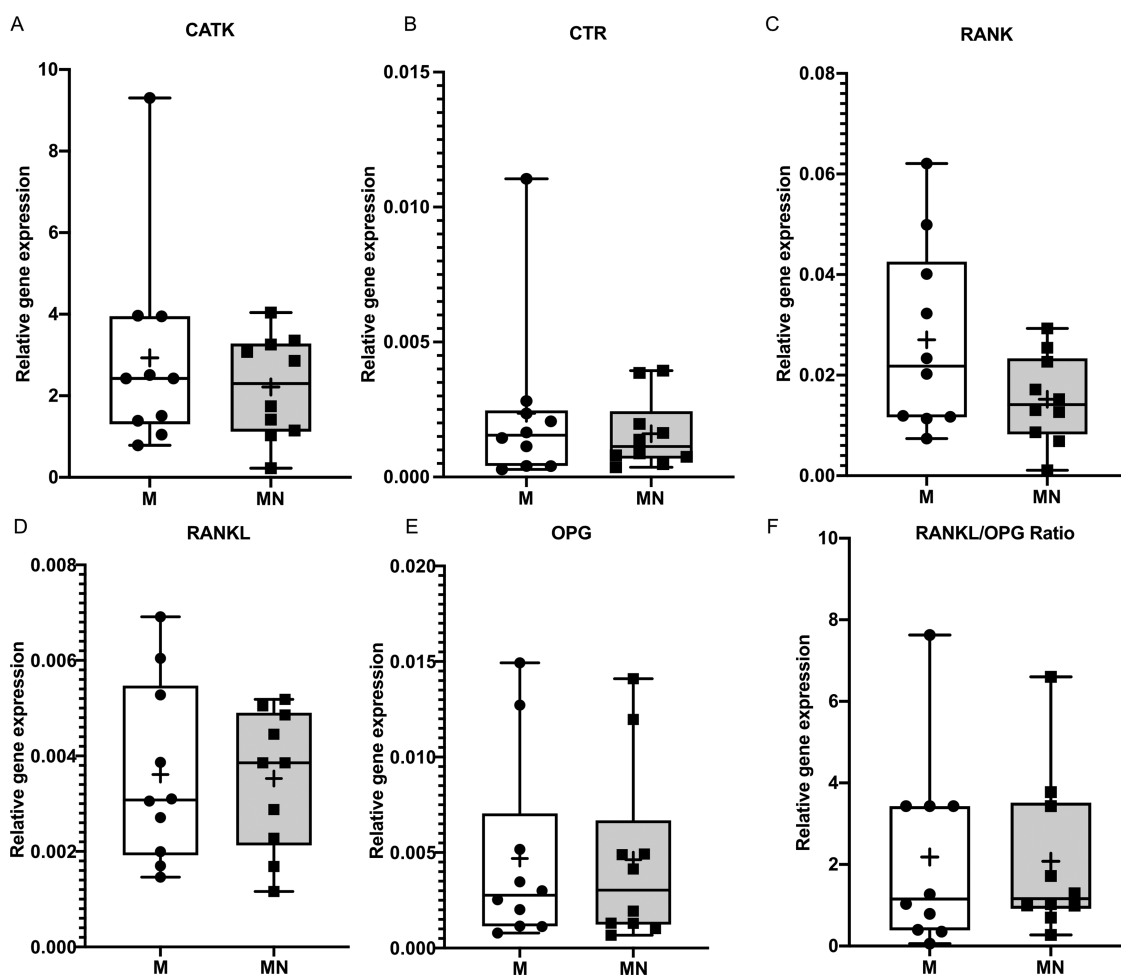 A
CATK
Relative gene expression
10
8
6
4
2
0
M
MN
B
CTR
Relative gene expression
0.015
0.010
0.005
0.000
M
MN
C
RANK
Relative gene expression
0.08
0.06
0.04
0.02
0.00
M
MN
D
RANKL
Relative gene expression
0.008
0.006
0.004
0.002
0.000
M
MN
E
OPG
Relative gene expression
0.020
0.015
0.010
0.005
0.000
M
MN
F
RANKL/OPG Ratio
Relative gene expression
10
8
6
4
2
0
M
MN